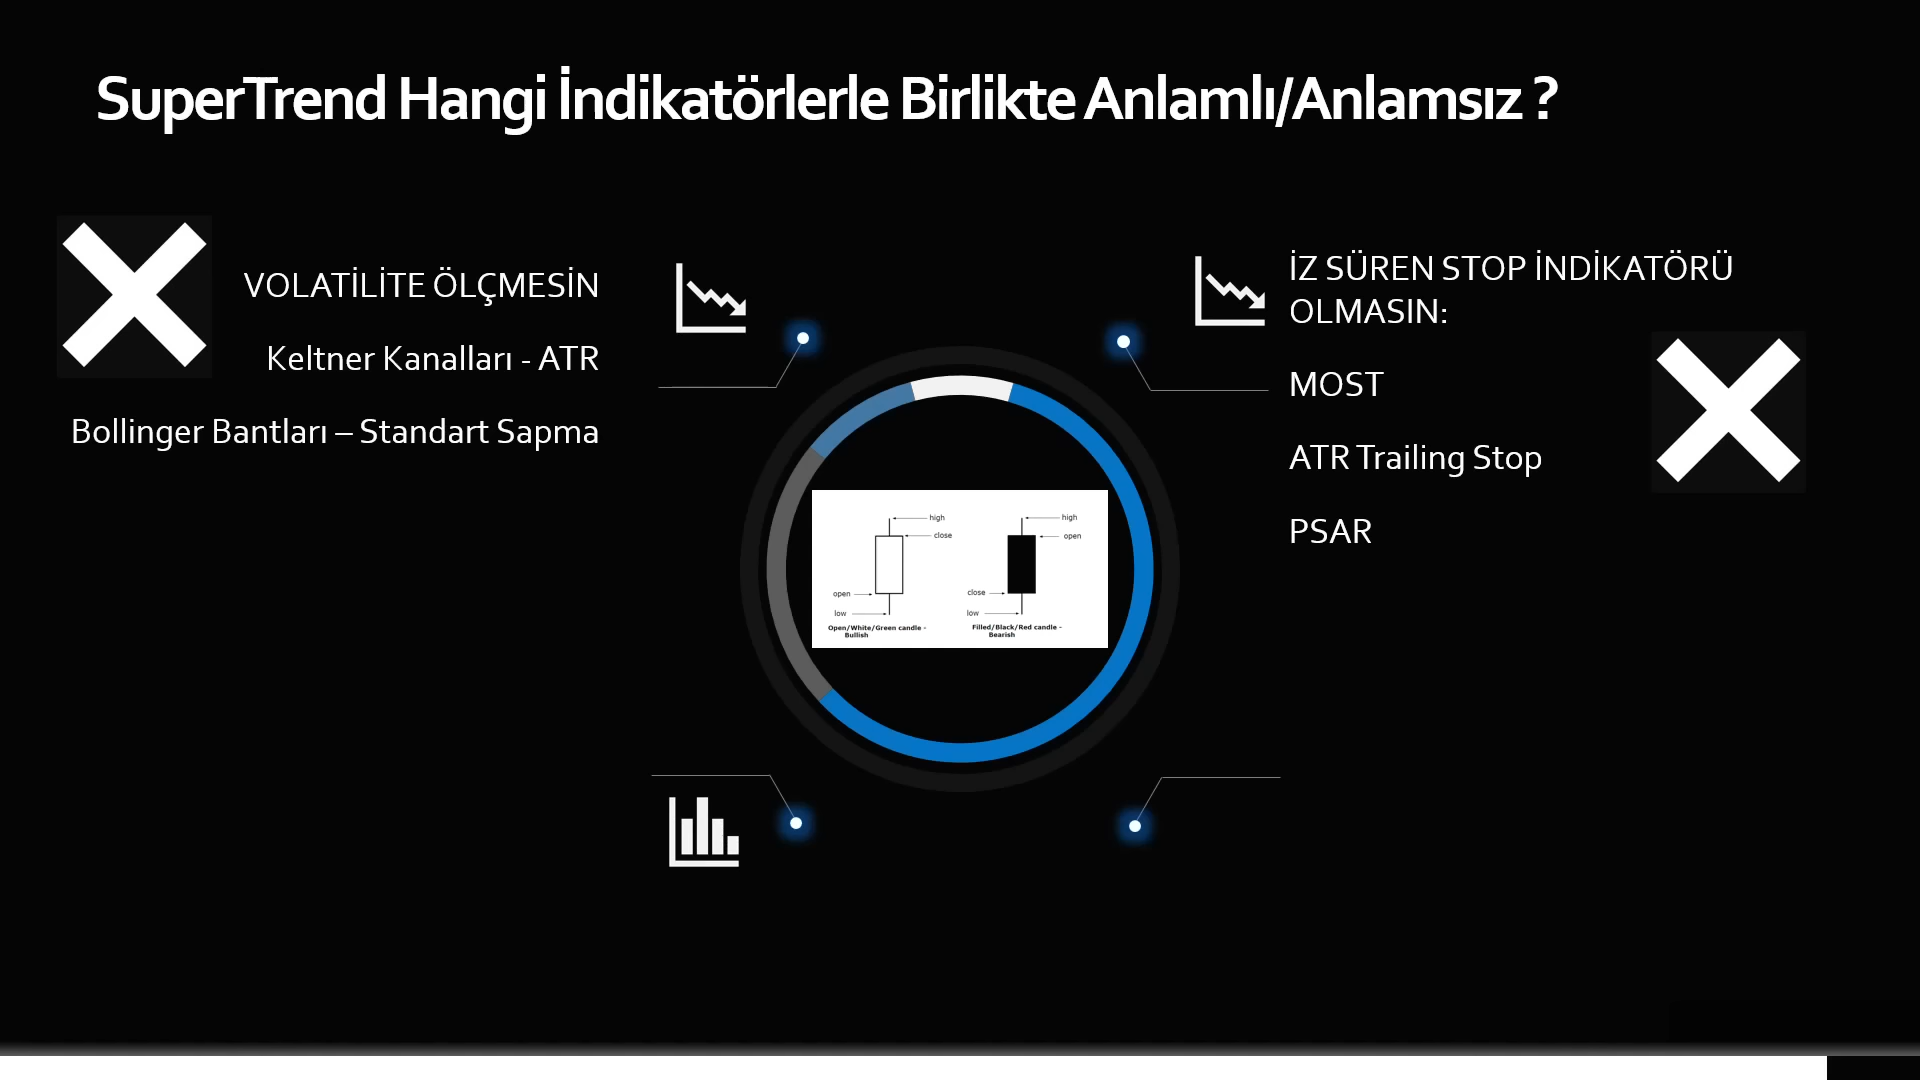 SuperTrend Hangi İndikatörlerle Birlikte Anlamlı/Anlamsız ?
VOLATİLİTE ÖLÇMESİN
Keltner Kanalları - ATR
Bollinger Bantları – Standart Sapma
İZ SÜREN STOP İNDİKATÖRÜ
OLMASIN:
MOST
ATR Trailing Stop
PSAR
high
close
open
low
Open/White/Green candle -
Bullish
high
open
close
low
Filled/Black/Red candle -
Bearish